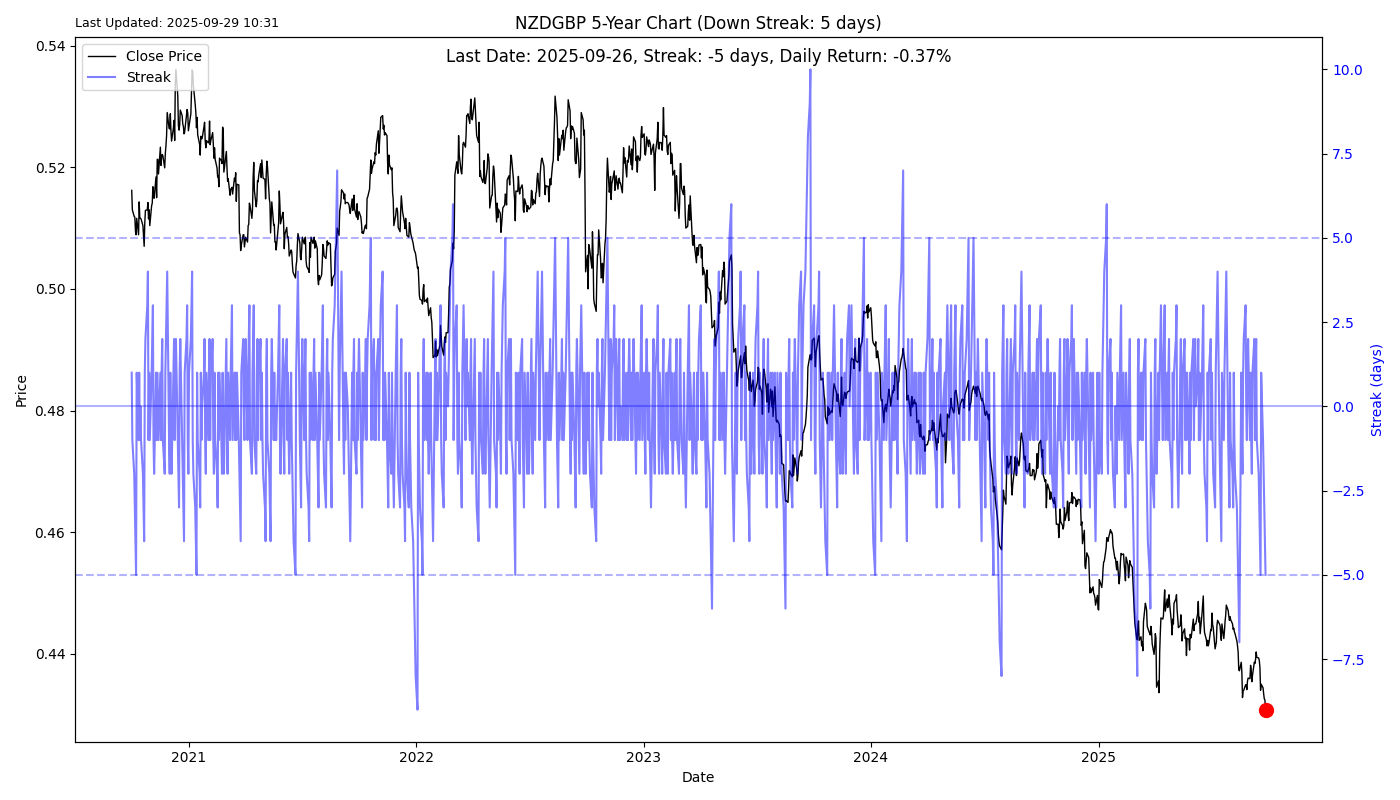 Last Updated: 2025-09-29 10:31
NZDGBP 5-Year Chart (Down Streak: 5 days)
Last Date: 2025-09-26, Streak: -5 days, Daily Return: -0.37%
Close Price
Streak
0.54
0.52
0.50
0.48
0.46
0.44
Price
10.0
7.5
5.0
2.5
0.0
−2.5
−5.0
−7.5
Streak (days)
2021
2022
2023
2024
2025
Date